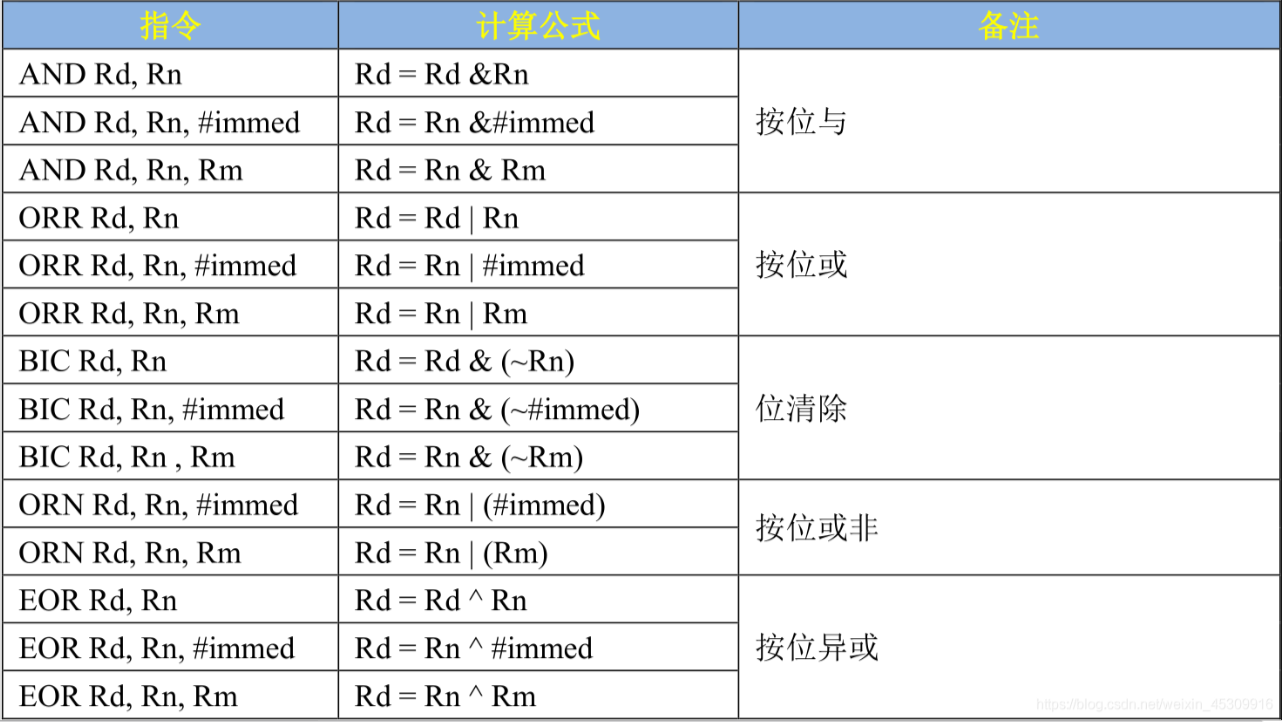 指令 计算公式 备注
AND Rd, Rn Rd = Rd &Rn
AND Rd, Rn, #immed Rd = Rn &#immed 按位与
AND Rd, Rn, Rm Rd = Rn & Rm
ORR Rd, Rn Rd = Rd | Rn
ORR Rd, Rn, #immed Rd = Rn | #immed 按位或
ORR Rd, Rn, Rm Rd = Rn | Rm
BIC Rd, Rn Rd = Rd & (~Rn)
BIC Rd, Rn, #immed Rd = Rn & (~#immed) 位清除
BIC Rd, Rn , Rm Rd = Rn & (~Rm)
ORN Rd, Rn, #immed Rd = Rn | (#immed) 按位或非
ORN Rd, Rn, Rm Rd = Rn | (Rm)
EOR Rd, Rn Rd = Rd ^ Rn
EOR Rd, Rn, #immed Rd = Rn ^ #immed 按位异或
EOR Rd, Rn, Rm Rd = Rn ^ Rm
https://blog.csdn.net/weixin_45309916